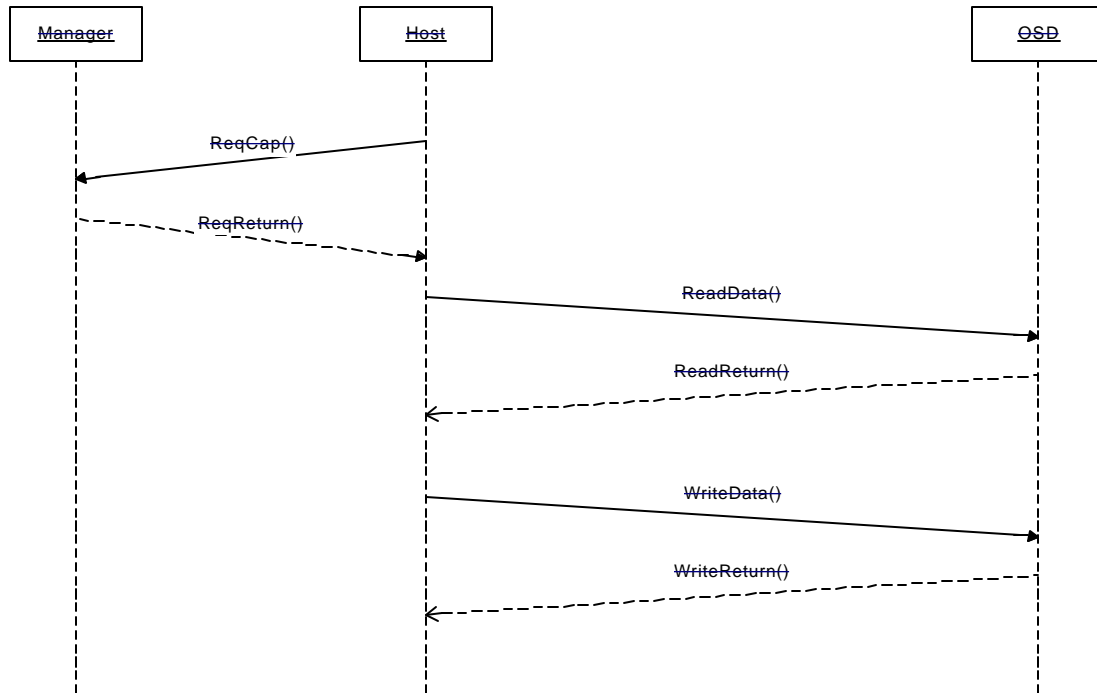 Manager
Host
OSD
ReqCap()
ReqReturn()
ReadData()
ReadReturn()
WriteData()
WriteReturn()